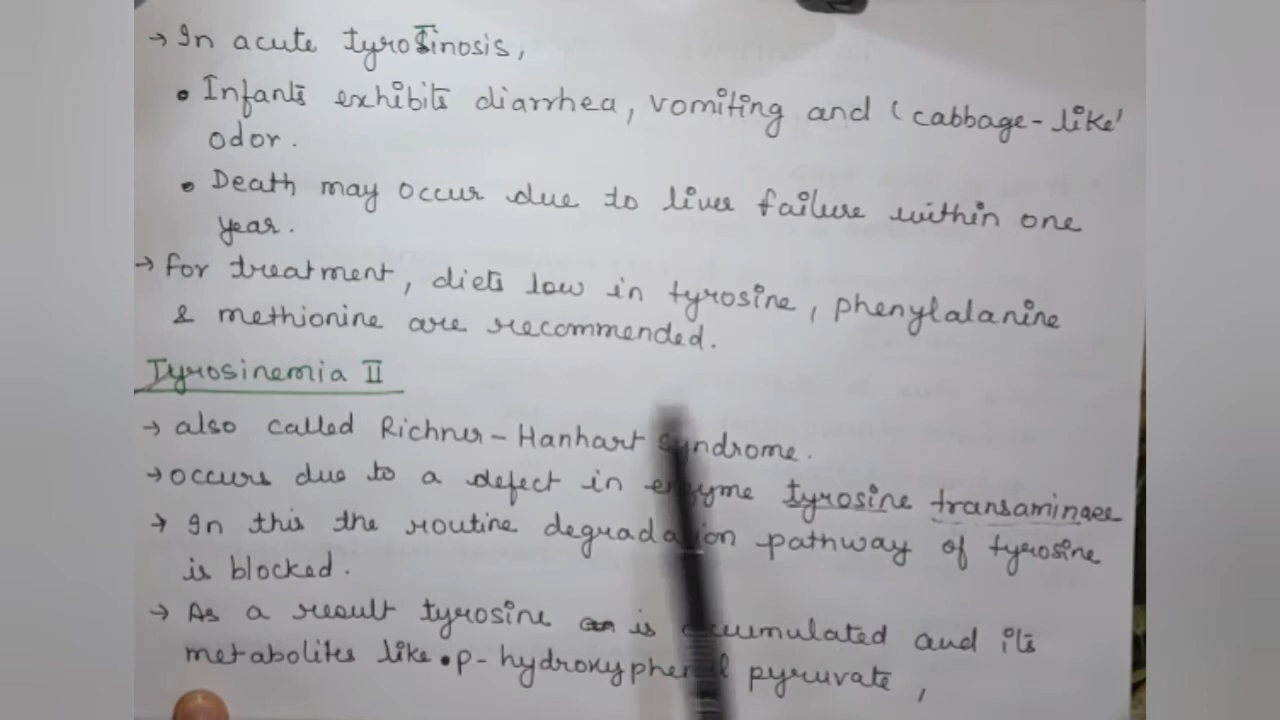 → In acute tyrosinosis,
• Infants exhibits diarrhea, vomiting and 'cabbage-like'
odor.
• Death may occur due to liver failure within one
year.
→ for treatment, diets low in tyrosine, phenylalanine
& methionine are recommended.
Tyrosinemia II
→ also called Richner-Hanhart syndrome.
→ occurs due to a defect in enzyme tyrosine transaminase
→ In this the routine degradation pathway of tyrosine
is blocked.
→ As a result tyrosine is accumulated and its
metabolites like • p-hydroxyphenyl pyruvate,